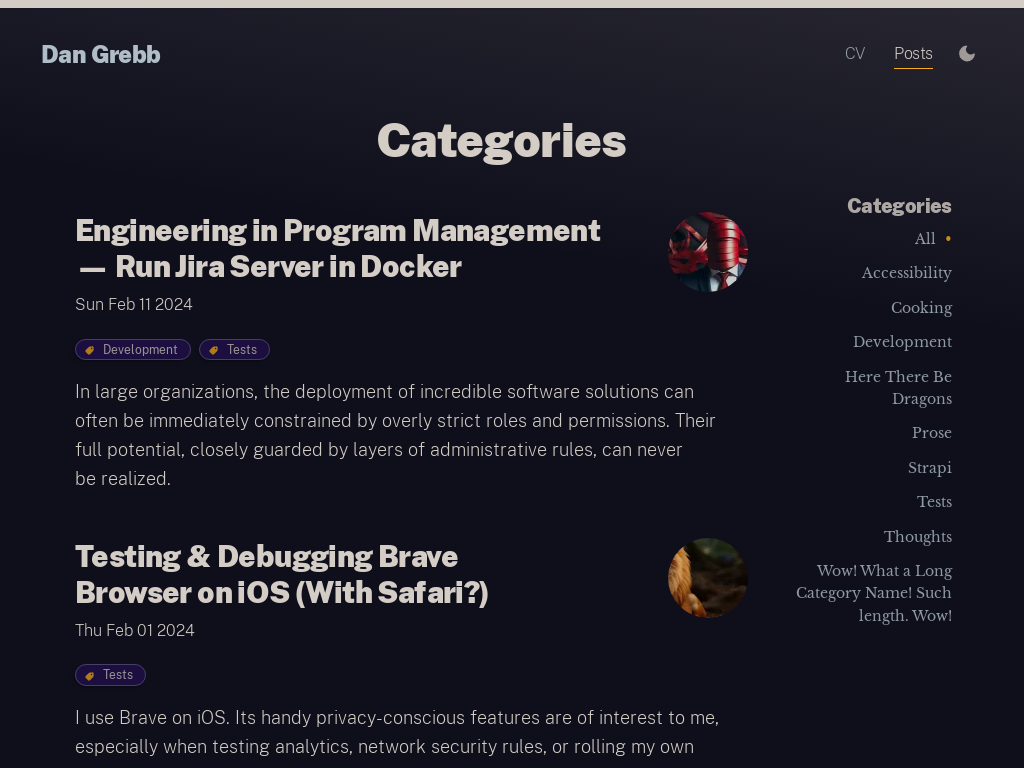 Dan Grebb
CV
Posts
Categories
Engineering in Program Management
— Run Jira Server in Docker
Sun Feb 11 2024
Development
Tests
In large organizations, the deployment of incredible software solutions can
often be immediately constrained by overly strict roles and permissions. Their
full potential, closely guarded by layers of administrative rules, can never
be realized.
Testing & Debugging Brave
Browser on iOS (With Safari?)
Thu Feb 01 2024
Tests
I use Brave on iOS. Its handy privacy-conscious features are of interest to me,
especially when testing analytics, network security rules, or rolling my own
Categories
All •
Accessibility
Cooking
Development
Here There Be
Dragons
Prose
Strapi
Tests
Thoughts
Wow! What a Long
Category Name! Such
length. Wow!